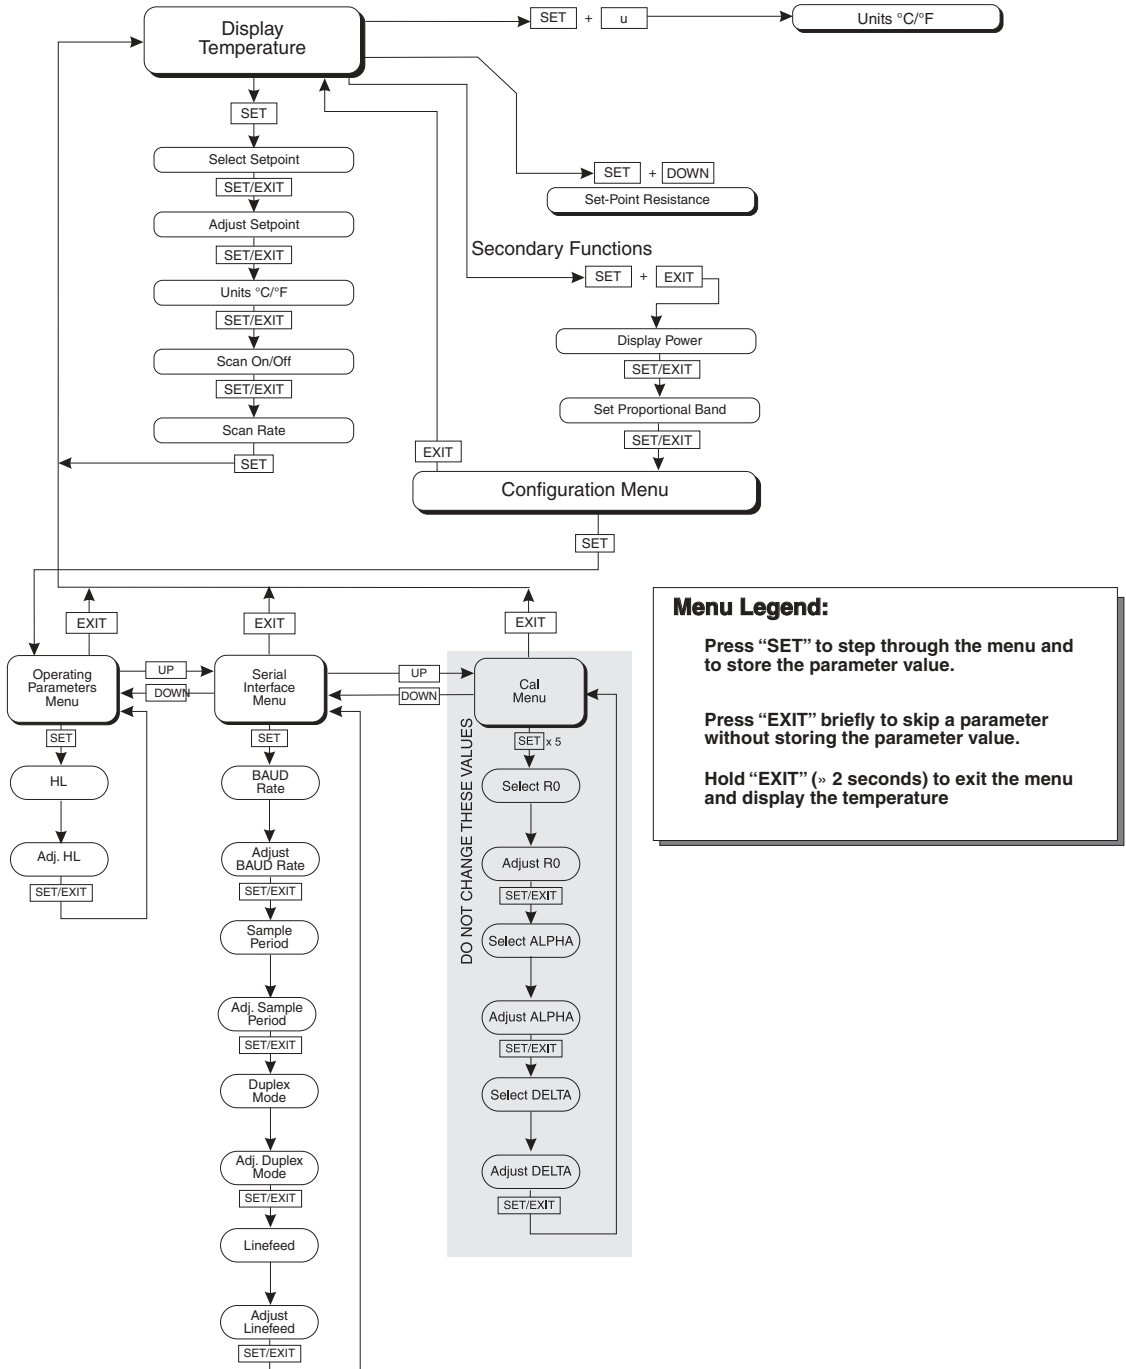 Display
Temperature
SET + u
Units °C/°F
SET
Select Setpoint
SET/EXIT
Adjust Setpoint
SET/EXIT
Units °C/°F
SET/EXIT
Scan On/Off
SET/EXIT
Scan Rate
SET
SET + DOWN
Set-Point Resistance
Secondary Functions
SET + EXIT
Display Power
SET/EXIT
Set Proportional Band
SET/EXIT
EXIT
Configuration Menu
SET
EXIT
EXIT
EXIT
Operating
Parameters
Menu
UP
DOWN
Serial
Interface
Menu
UP
DOWN
Cal
Menu
SET
HL
Adj. HL
SET/EXIT
SET
BAUD
Rate
Adjust
BAUD Rate
SET/EXIT
Sample
Period
Adj. Sample
Period
SET/EXIT
Duplex
Mode
Adj. Duplex
Mode
SET/EXIT
Linefeed
Adjust
Linefeed
SET/EXIT
DO NOT CHANGE THESE VALUES
SET x 5
Select R0
Adjust R0
SET/EXIT
Select ALPHA
Adjust ALPHA
SET/EXIT
Select DELTA
Adjust DELTA
SET/EXIT
Menu Legend:
Press “SET” to step through the menu and
to store the parameter value.
Press “EXIT” briefly to skip a parameter
without storing the parameter value.
Hold “EXIT” (» 2 seconds) to exit the menu
and display the temperature